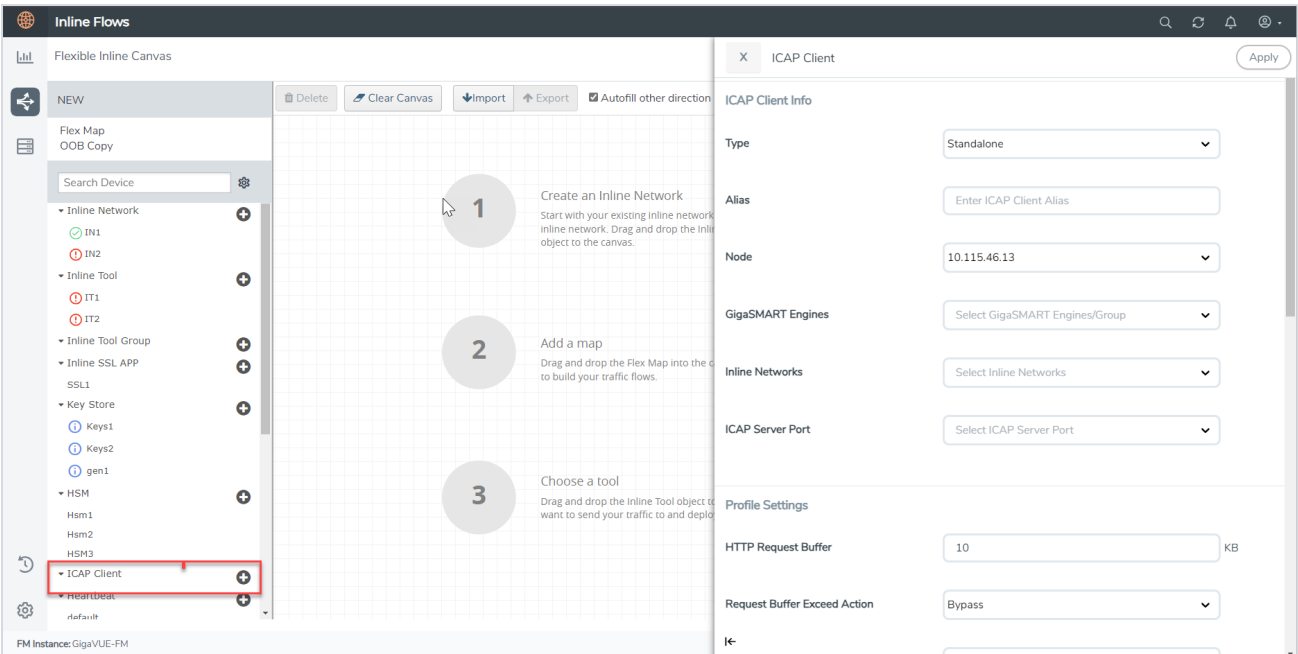 Inline Flows
Flexible Inline Canvas
NEW
Flex Map
OOB Copy
Search Device
Inline Network
IN1
IN2
Inline Tool
IT1
IT2
Inline Tool Group
Inline SSL APP
SSL1
Key Store
Keys1
Keys2
gen1
HSM
Hsm1
Hsm2
HSM3
ICAP Client
Heartbeat
default
Delete
Clear Canvas
Import
Export
Autofill other direction
1
Create an Inline Network
Start with your existing inline network
inline network. Drag and drop the Inli
object to the canvas.
2
Add a map
Drag and drop the Flex Map into the c
to build your traffic flows.
3
Choose a tool
Drag and drop the Inline Tool object to
want to send your traffic to and deplo
X
ICAP Client
Apply
ICAP Client Info
Type
Standalone
Alias
Enter ICAP Client Alias
Node
10.115.46.13
GigaSMART Engines
Select GigaSMART Engines/Group
Inline Networks
Select Inline Networks
ICAP Server Port
Select ICAP Server Port
Profile Settings
HTTP Request Buffer
10
KB
Request Buffer Exceed Action
Bypass
FM Instance: GigaVUE-FM